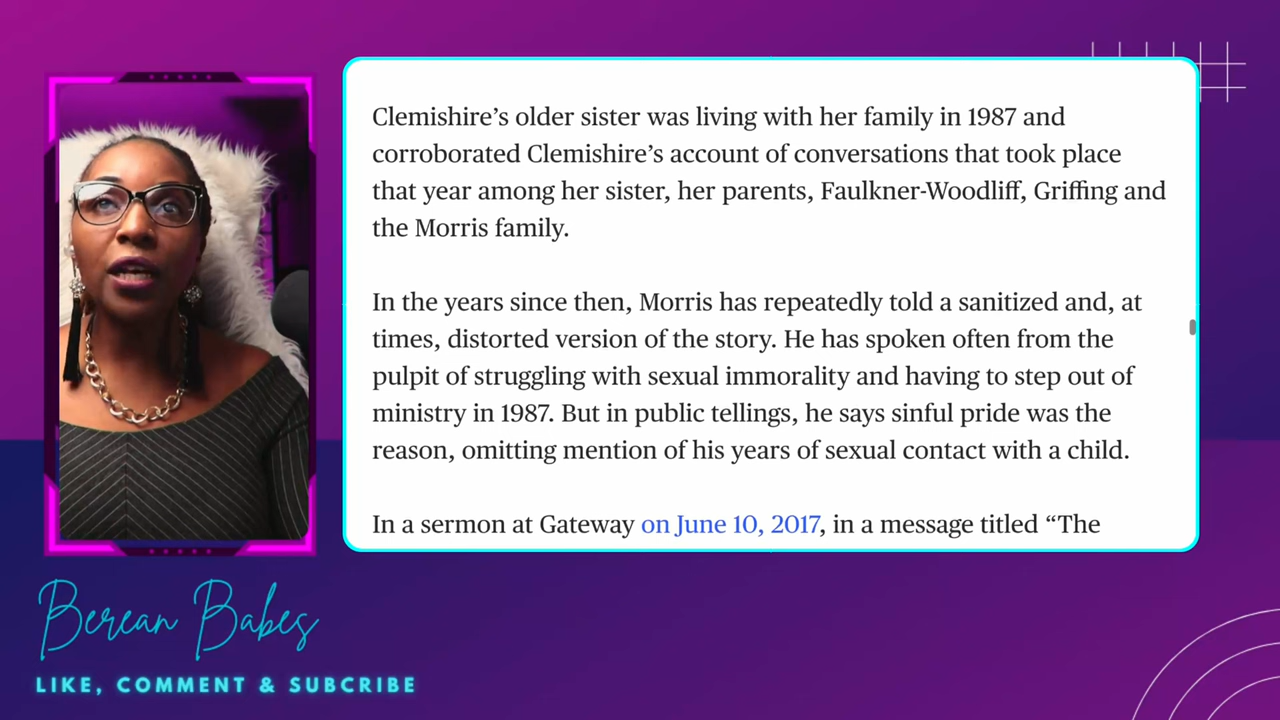 Clemishire’s older sister was living with her family in 1987 and
corroborated Clemishire’s account of conversations that took place
that year among her sister, her parents, Faulkner-Woodliff, Griffing and
the Morris family.
In the years since then, Morris has repeatedly told a sanitized and, at
times, distorted version of the story. He has spoken often from the
pulpit of struggling with sexual immorality and having to step out of
ministry in 1987. But in public tellings, he says sinful pride was the
reason, omitting mention of his years of sexual contact with a child.
In a sermon at Gateway on June 10, 2017, in a message titled “The
Berean Babes
LIKE, COMMENT & SUBCRIBE